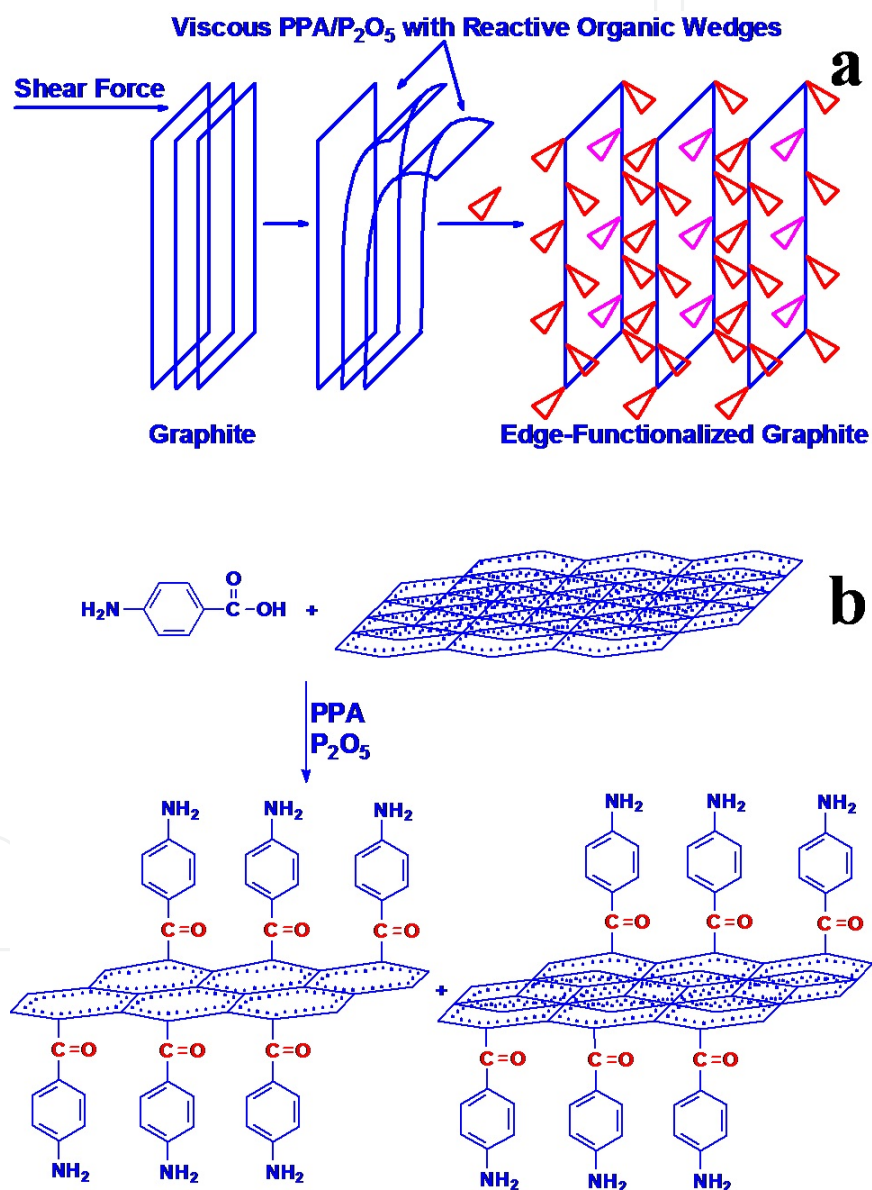 Viscous PPA/P₂O₅ with Reactive Organic Wedges
a
Shear Force
Graphite
Edge-Functionalized Graphite
b
O
H₂N
C-OH
+
PPA
P₂O₅
NH₂ NH₂ NH₂ NH₂ NH₂ NH₂
C=O C=O C=O C=O C=O C=O
+
C=O C=O C=O C=O C=O C=O
NH₂ NH₂ NH₂ NH₂ NH₂ NH₂